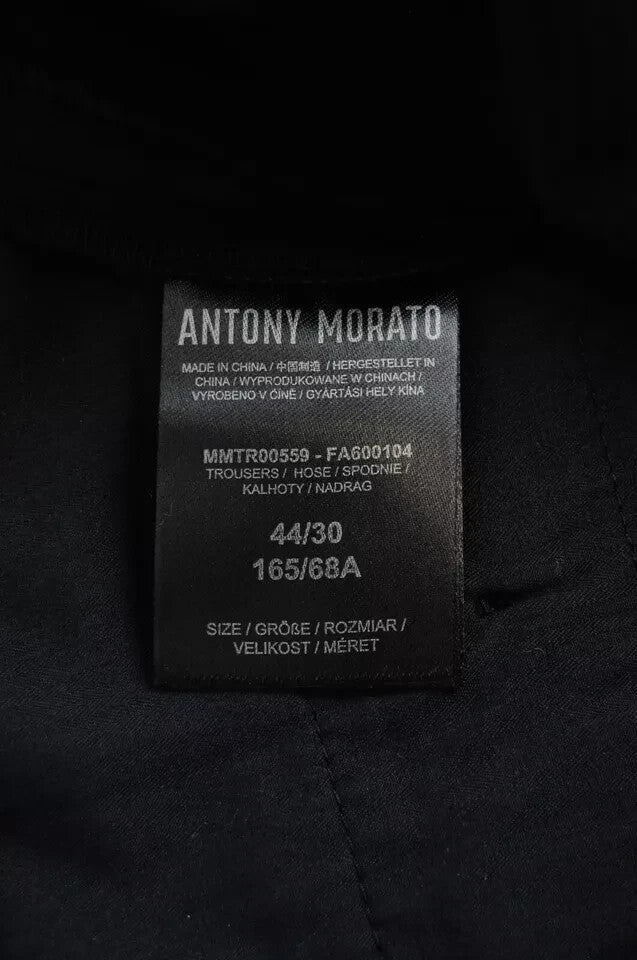 ANTONY MORATO
MADE IN CHINA / 中国制造 / HERGESTELLET IN
CHINA / WYPRODUKOWANE W CHINACH /
VYROBENO V ČÍNĚ / GYÁRTÁSI HELY KÍNA
MMTR00559 - FA600104
TROUSERS / HOSE / SPODNIE /
KALHOTY / NADRAG
44/30
165/68A
SIZE / GRÖßE / ROZMIAR /
VELIKOST / MÉRET